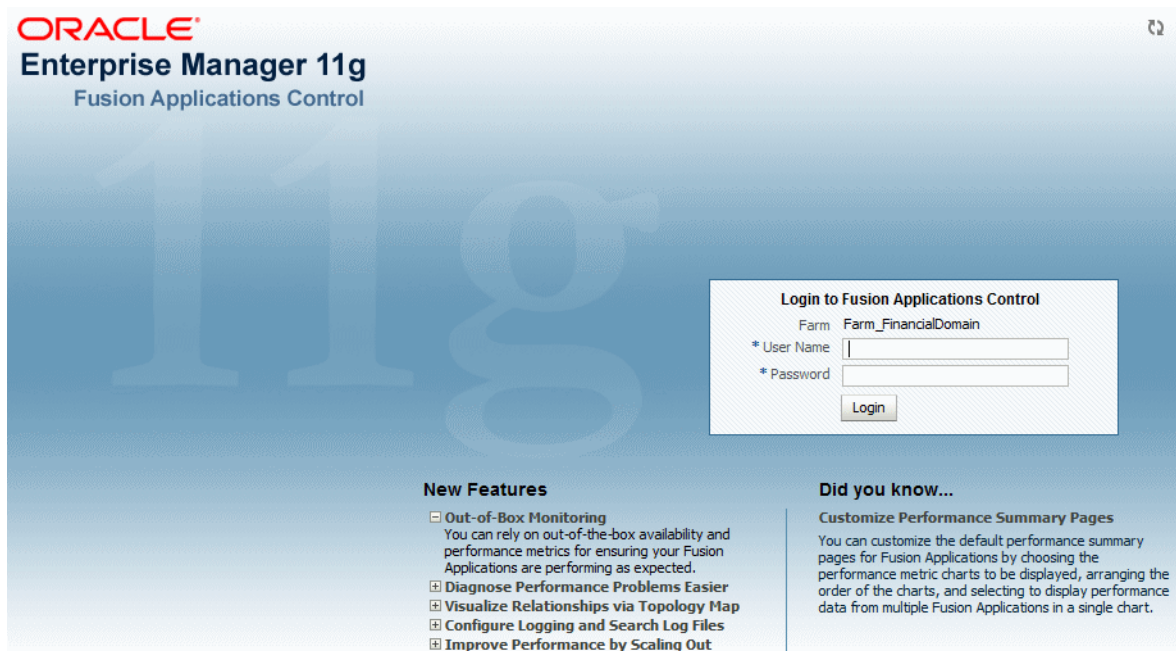 ORACLE
Enterprise Manager 11g
Fusion Applications Control
11g
Login to Fusion Applications Control
Farm Farm_FinancialDomain
* User Name
* Password
Login
New Features
Out-of-Box Monitoring
You can rely on out-of-the-box availability and
performance metrics for ensuring your Fusion
Applications are performing as expected.
Diagnose Performance Problems Easier
Visualize Relationships via Topology Map
Configure Logging and Search Log Files
Improve Performance by Scaling Out
Did you know...
Customize Performance Summary Pages
You can customize the default performance summary
pages for Fusion Applications by choosing the
performance metric charts to be displayed, arranging the
order of the charts, and selecting to display performance
data from multiple Fusion Applications in a single chart.